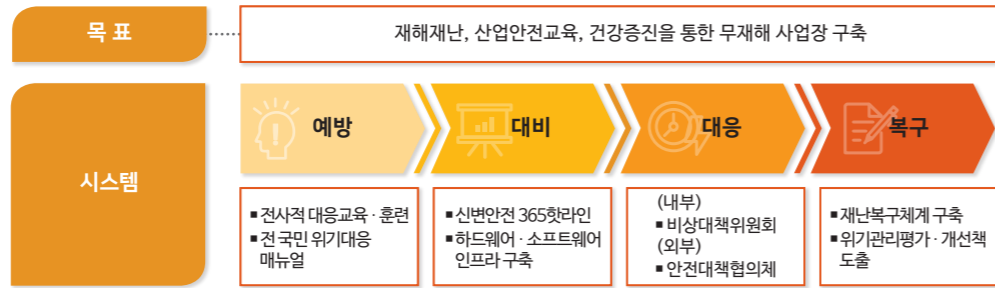 목 표
재해재난, 산업안전교육, 건강증진을 통한 무재해 사업장 구축
시스템
예방
대비
대응
복구
▪ 전사적 대응교육 · 훈련
▪ 전 국민 위기대응
매뉴얼
▪ 신변안전 365핫라인
▪ 하드웨어 · 소프트웨어
인프라 구축
(내부)
▪ 비상대책위원회
(외부)
▪ 안전대책협의체
▪ 재난복구체계 구축
▪ 위기관리평가 · 개선책
도출